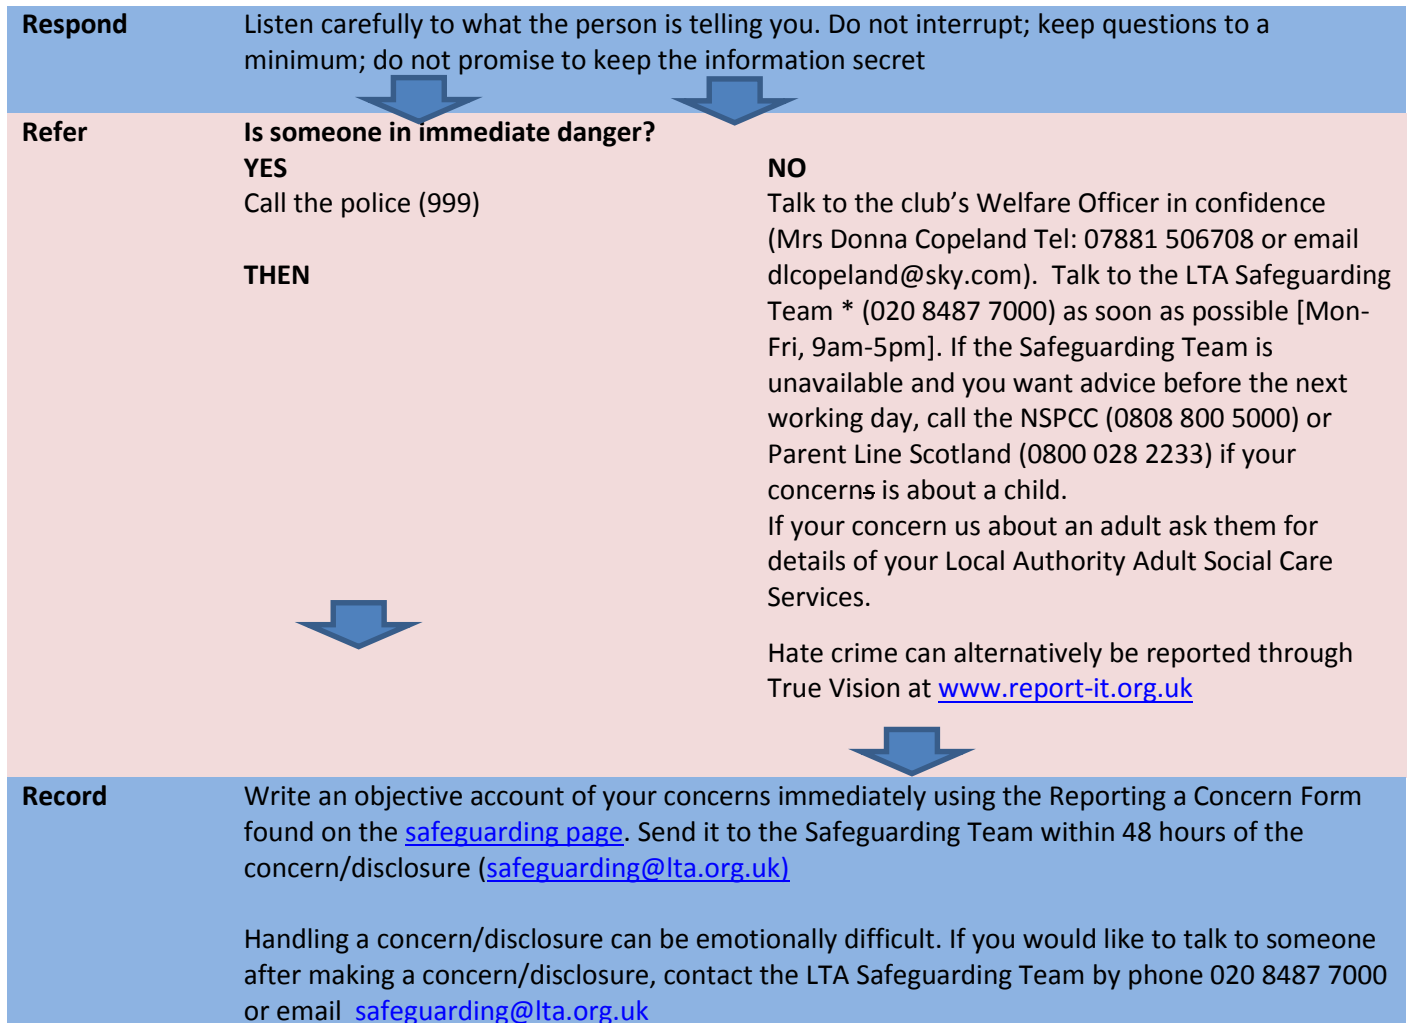 Respond
Listen carefully to what the person is telling you. Do not interrupt; keep questions to a
minimum; do not promise to keep the information secret
Refer
Is someone in immediate danger?
YES
Call the police (999)
THEN
NO
Talk to the club’s Welfare Officer in confidence
(Mrs Donna Copeland Tel: 07881 506708 or email
dlcopeland@sky.com).  Talk to the LTA Safeguarding
Team * (020 8487 7000) as soon as possible [Mon-
Fri, 9am-5pm]. If the Safeguarding Team is
unavailable and you want advice before the next
working day, call the NSPCC (0808 800 5000) or
Parent Line Scotland (0800 028 2233) if your
concerns is about a child.
If your concern us about an adult ask them for
details of your Local Authority Adult Social Care
Services.
Hate crime can alternatively be reported through
True Vision at www.report-it.org.uk
Record
Write an objective account of your concerns immediately using the Reporting a Concern Form
found on the safeguarding page. Send it to the Safeguarding Team within 48 hours of the
concern/disclosure (safeguarding@lta.org.uk)
Handling a concern/disclosure can be emotionally difficult. If you would like to talk to someone
after making a concern/disclosure, contact the LTA Safeguarding Team by phone 020 8487 7000
or email  safeguarding@lta.org.uk